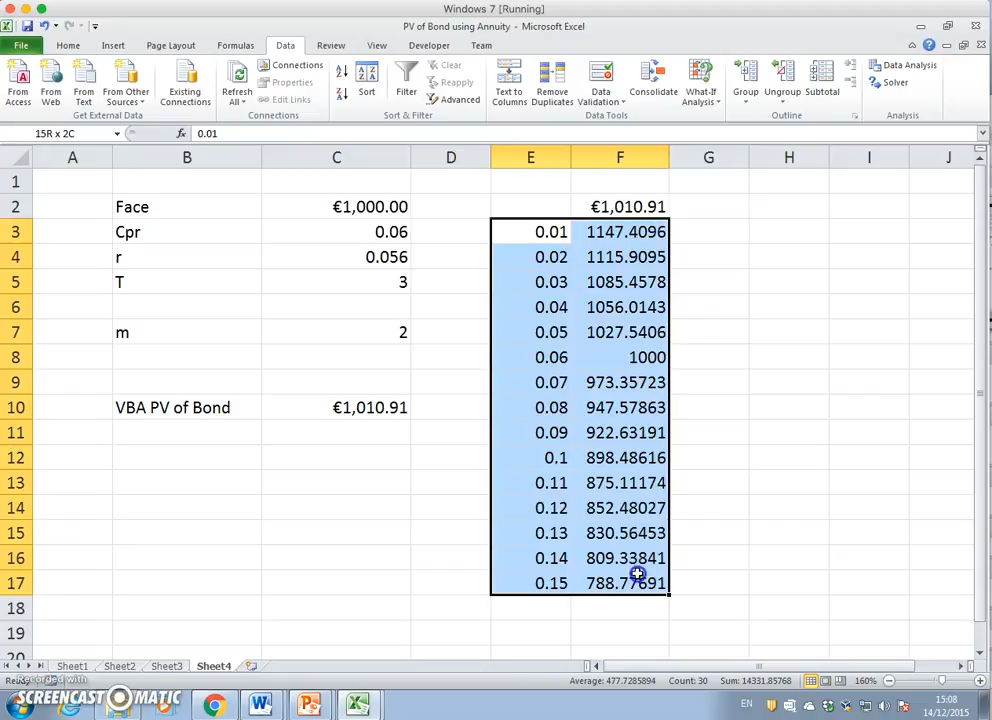 Windows 7 [Running]
PV of Bond using Annuity - Microsoft Excel
File Home Insert Page Layout Formulas Data Review View Developer Team
From Access
From Web
From Text
From Other Sources
Existing Connections
Refresh All
Connections
Properties
Edit Links
Sort
Filter
Clear
Reapply
Advanced
Text to Columns
Remove Duplicates
Data Validation
Consolidate
What-If Analysis
Group
Ungroup
Subtotal
Data Analysis
Solver
Get External Data Connections Sort & Filter Data Tools Outline Analysis
15R x 2C fx 0.01
A B C D E F G H I J
1
2 Face €1,000.00 €1,010.91
3 Cpr 0.06 0.01 1147.4096
4 r 0.056 0.02 1115.9095
5 T 3 0.03 1085.4578
6 0.04 1056.0143
7 m 2 0.05 1027.5406
8 0.06 1000
9 0.07 973.35723
10 VBA PV of Bond €1,010.91 0.08 947.57863
11 0.09 922.63191
12 0.1 898.48616
13 0.11 875.11174
14 0.12 852.48027
15 0.13 830.56453
16 0.14 809.33841
17 0.15 788.77691
18
19
20
Sheet1 Sheet2 Sheet3 Sheet4
Average: 477.7285894 Count: 30 Sum: 14331.85768 160%
Recorded with
SCREENCAST O MATIC
EN 15:08
14/12/2015